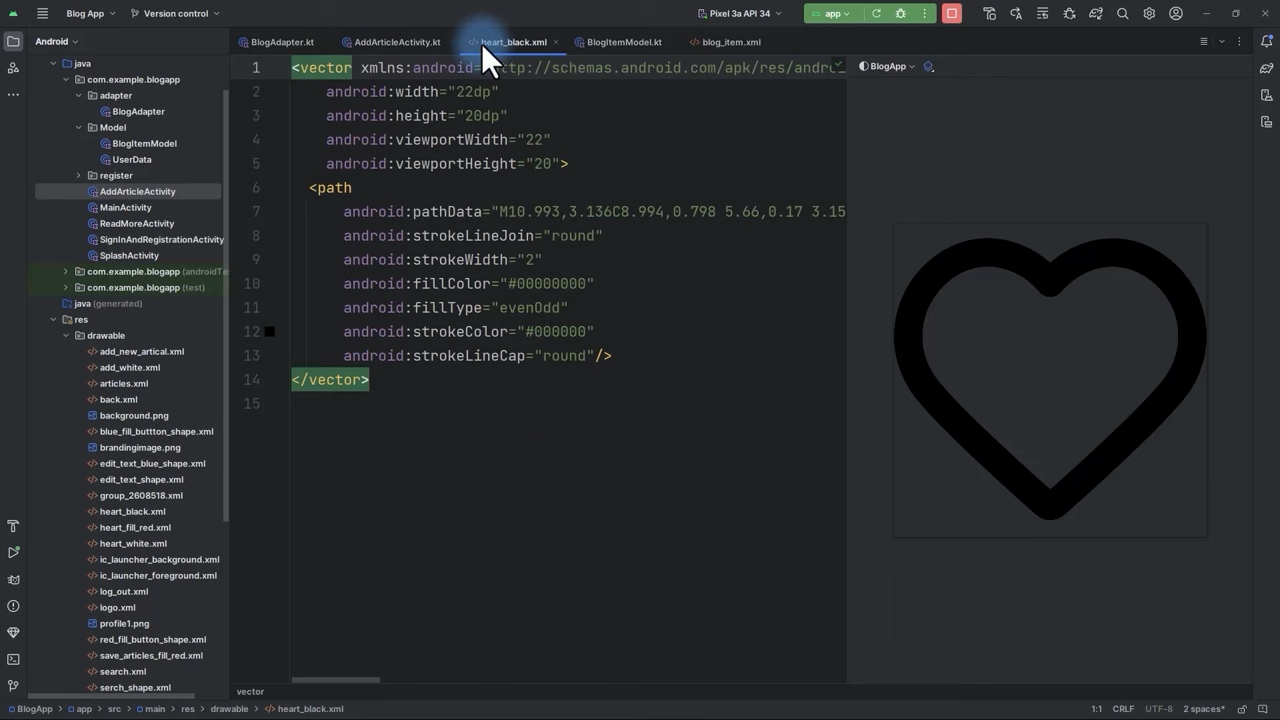 Blog App
Version control
Pixel 3a API 34
app
Android
BlogAdapter.kt
AddArticleActivity.kt
heart_black.xml
BlogItemModel.kt
blog_item.xml
java
com.example.blogapp
adapter
BlogAdapter
Model
BlogItemModel
UserData
register
AddArticleActivity
MainActivity
ReadMoreActivity
SignInAndRegistrationActivity
SplashActivity
com.example.blogapp (androidTe
com.example.blogapp (test)
java (generated)
res
drawable
add_new_artical.xml
add_white.xml
articles.xml
back.xml
background.png
blue_fill_buttton_shape.xml
brandingimage.png
edit_text_blue_shape.xml
edit_text_shape.xml
group_2608518.xml
heart_black.xml
heart_fill_red.xml
heart_white.xml
ic_launcher_background.xml
ic_launcher_foreground.xml
log_out.xml
logo.xml
profile1.png
red_fill_button_shape.xml
save_articles_fill_red.xml
search.xml
serch_shape.xml
1 <vector xmlns:android="http://schemas.android.com/apk/res/androi
2 android:width="22dp"
3 android:height="20dp"
4 android:viewportWidth="22"
5 android:viewportHeight="20">
6 <path
7 android:pathData="M10.993,3.136C8.994,0.798 5.66,0.17 3.15
8 android:strokeLineJoin="round"
9 android:strokeWidth="2"
10 android:fillColor="#00000000"
11 android:fillType="evenOdd"
12 android:strokeColor="#000000"
13 android:strokeLineCap="round"/>
14 </vector>
15
BlogApp
vector
BlogApp > app > src > main > res > drawable > heart_black.xml
1:1 CRLF UTF-8 2 spaces*